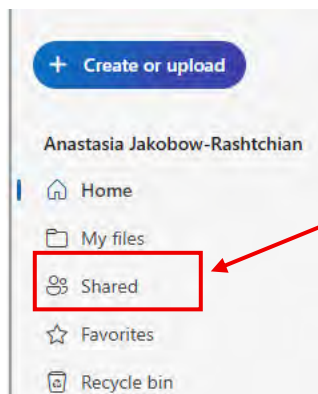 + Create or upload
Anastasia Jakobow-Rashtchian
Home
My files
Shared
Favorites
Recycle bin